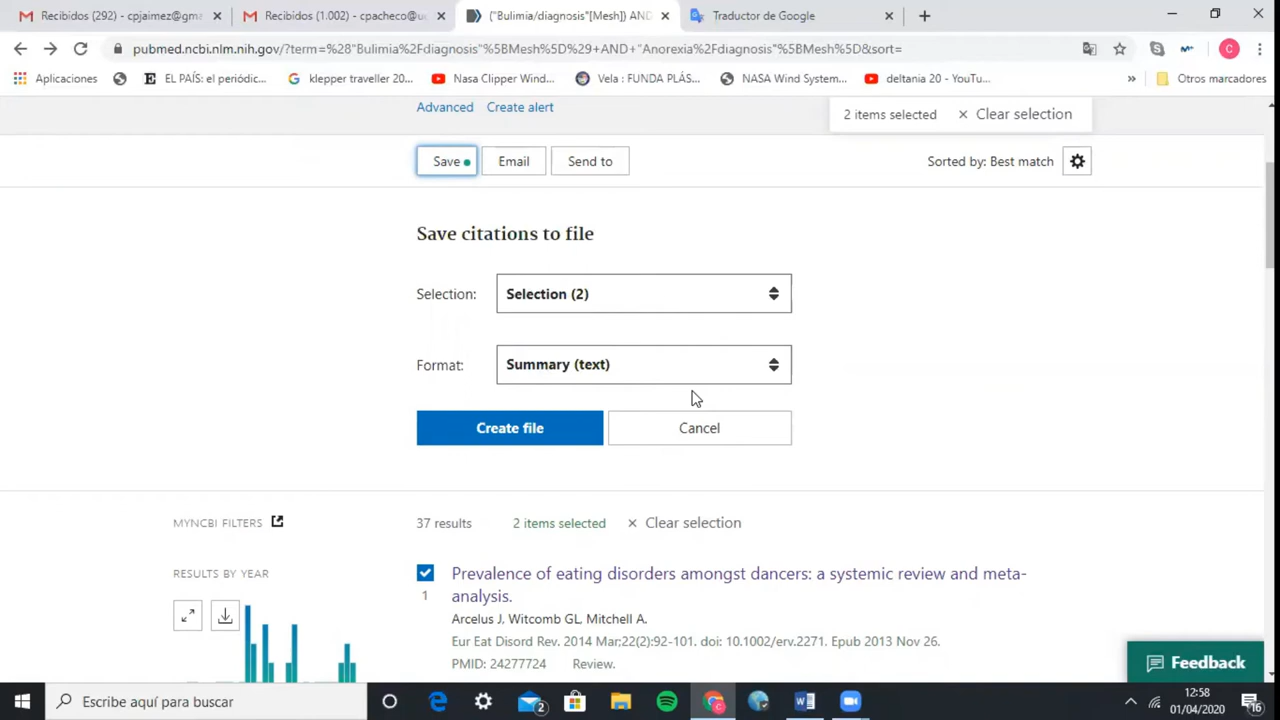 Recibidos (292) - cpjaimez@gma
Recibidos (1.002) - cpacheco@uc
("Bulimia/diagnosis"[Mesh]) AND
Traductor de Google
pubmed.ncbi.nlm.nih.gov/?term=%28"Bulimia%2Fdiagnosis"%5BMesh%5D%29+AND+"Anorexia%2Fdiagnosis"%5BMesh%5D&sort=
C
Aplicaciones
EL PAÍS: el periódic...
klepper traveller 20...
Nasa Clipper Wind...
Vela : FUNDA PLÁS...
NASA Wind System...
deltania 20 - YouTu...
»
Otros marcadores
Advanced Create alert
2 items selected × Clear selection
Save Email Send to
Sorted by: Best match
Save citations to file
Selection: Selection (2)
Format: Summary (text)
Create file Cancel
MYNCBI FILTERS
37 results 2 items selected × Clear selection
RESULTS BY YEAR
Prevalence of eating disorders amongst dancers: a systemic review and meta-
analysis.
1
Arcelus J, Witcomb GL, Mitchell A.
Eur Eat Disord Rev. 2014 Mar;22(2):92-101. doi: 10.1002/erv.2271. Epub 2013 Nov 26.
PMID: 24277724 Review.
Feedback
Escribe aquí para buscar
2
12:58
01/04/2020
16